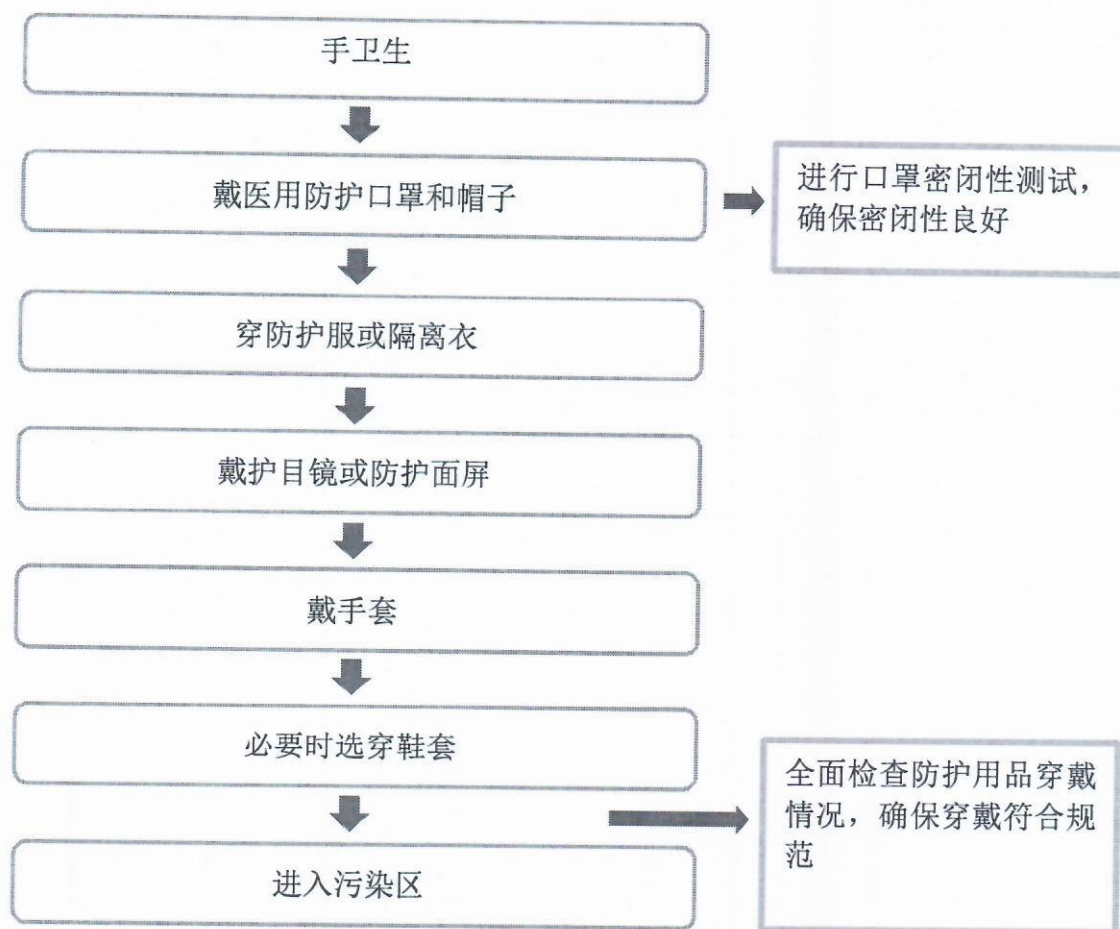 手卫生
戴医用防护口罩和帽子
进行口罩密闭性测试，
确保密闭性良好
穿防护服或隔离衣
戴护目镜或防护面屏
戴手套
必要时选穿鞋套
全面检查防护用品穿戴
情况，确保穿戴符合规
范
进入污染区